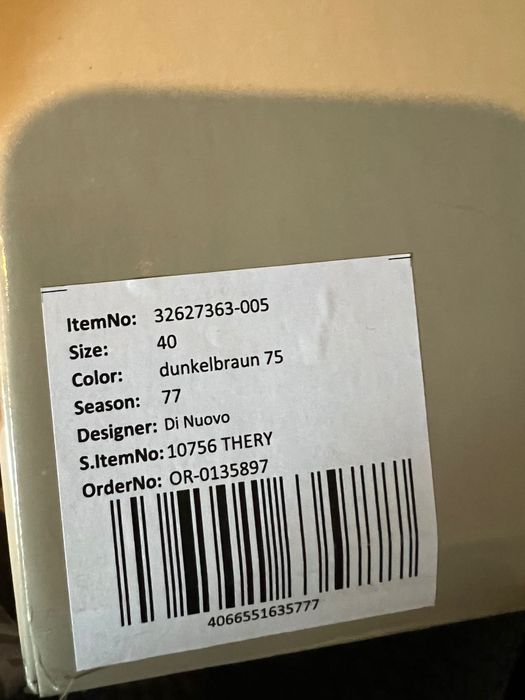 ItemNo: 32627363-005
Size: 40
Color: dunkelbraun 75
Season: 77
Designer: Di Nuovo
S.ItemNo: 10756 THERY
OrderNo: OR-0135897
4066551635777